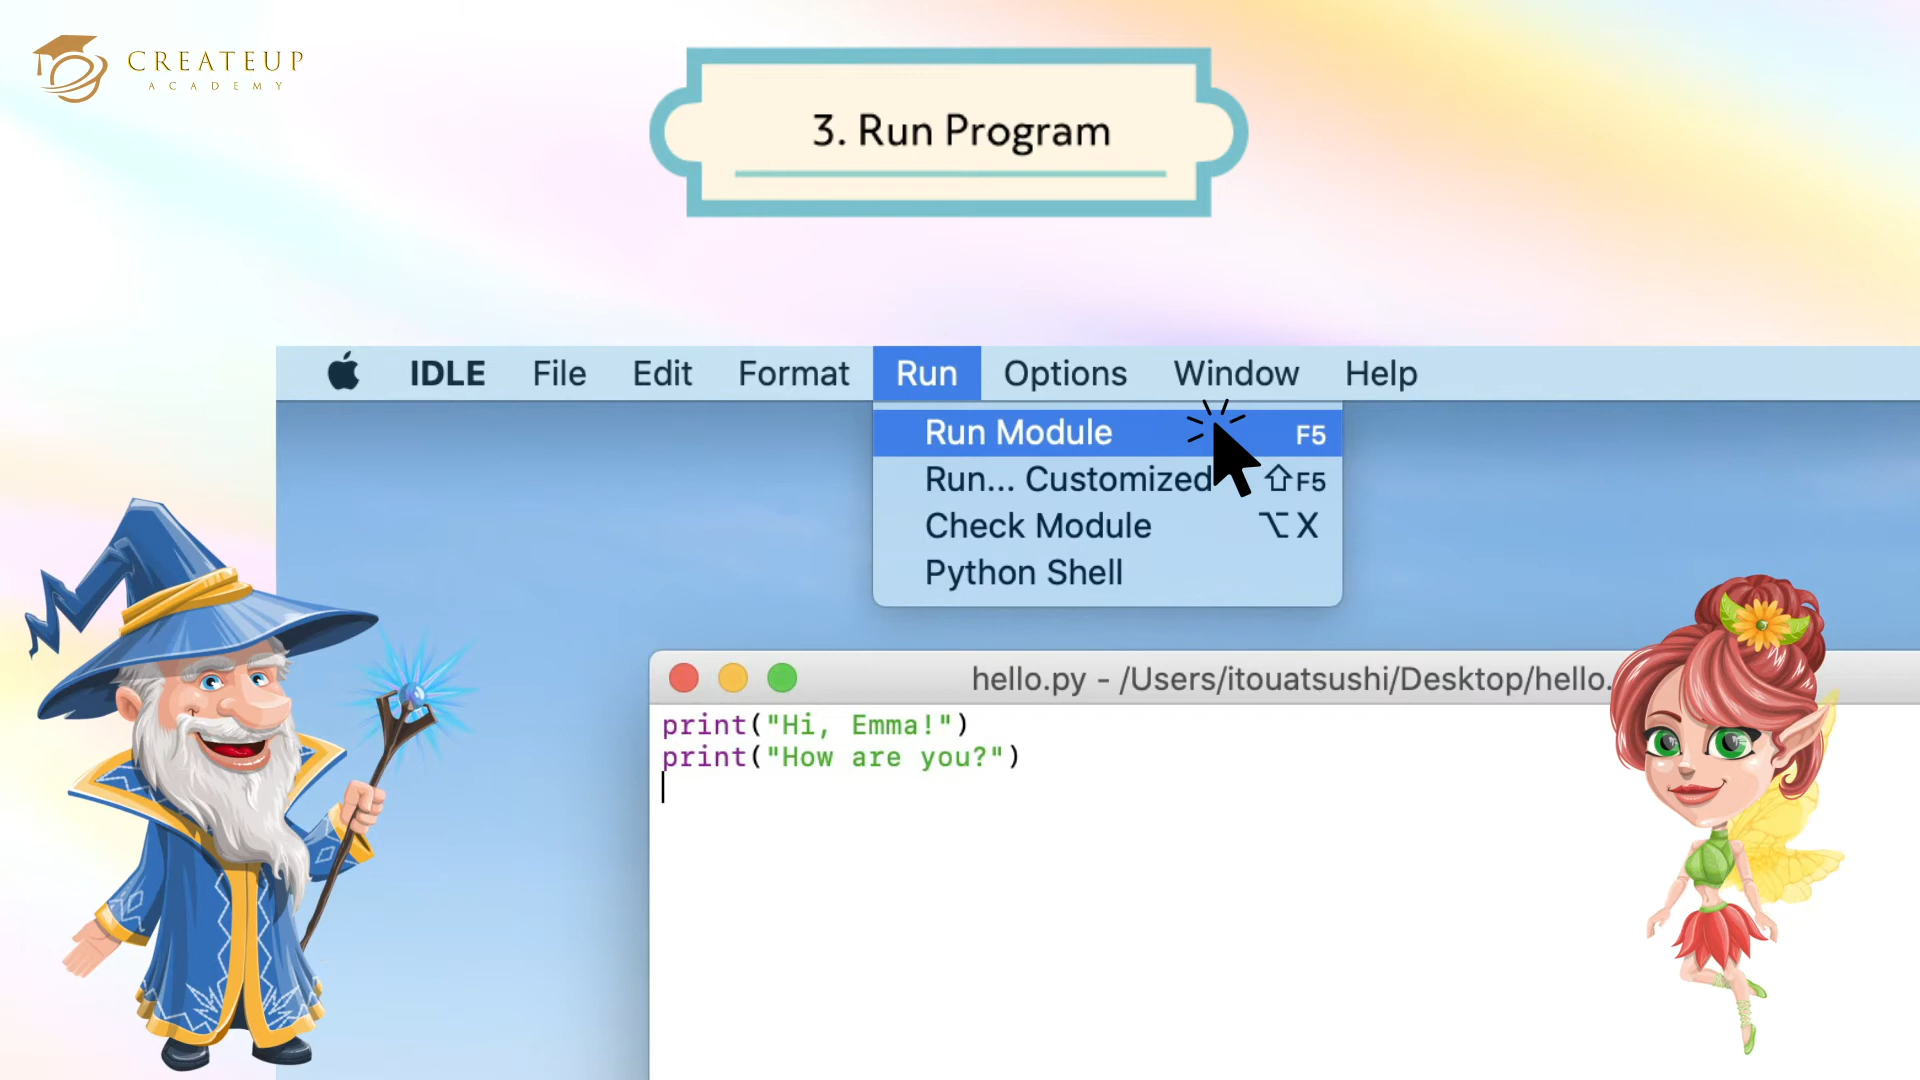 CREATEUP
ACADEMY
3. Run Program
IDLE File Edit Format Run Options Window Help
Run Module F5
Run... Customized ⇧F5
Check Module ⌥X
Python Shell
hello.py - /Users/itouatsushi/Desktop/hello.
print("Hi, Emma!")
print("How are you?")